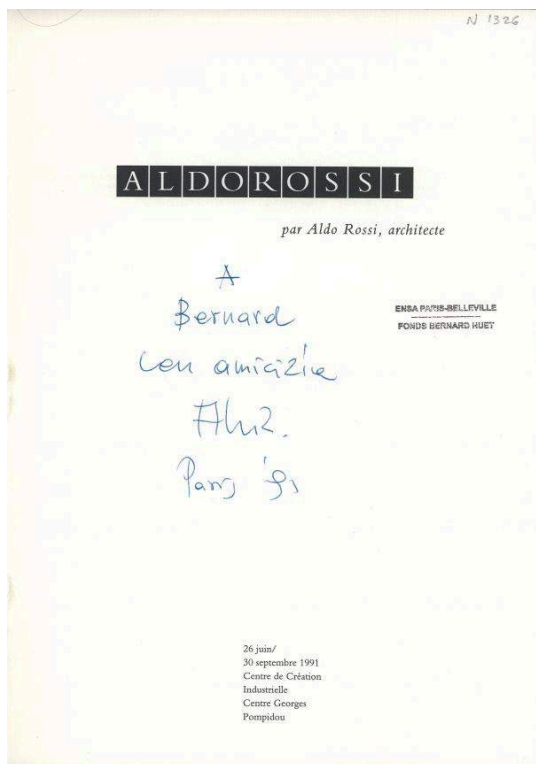 N 1326
ALDOROSSI
par Aldo Rossi, architecte
A
Bernard
con amicizia
Paris '91
ENSA PARIS-BELLEVILLE
FONDS BERNARD HUET
26 juin/
30 septembre 1991
Centre de Création
Industrielle
Centre Georges
Pompidou